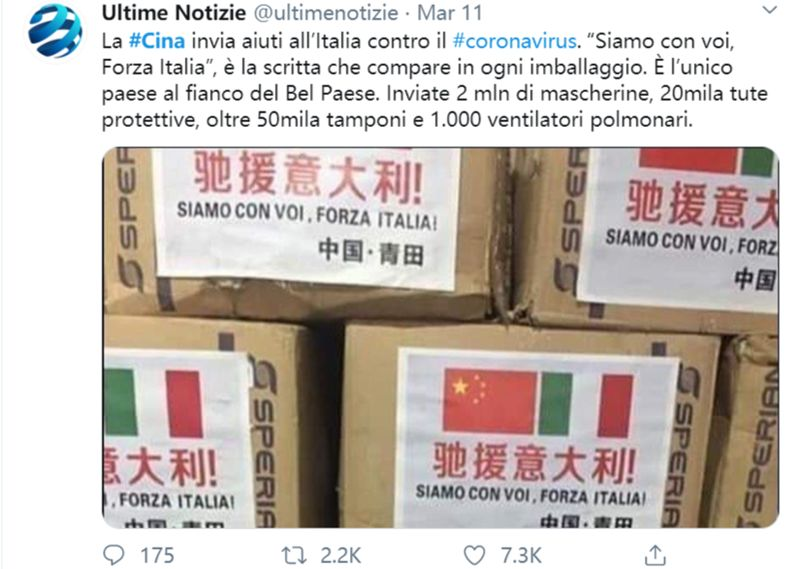 Ultime Notizie @ultimenotizie · Mar 11
La #Cina invia aiuti all'Italia contro il #coronavirus. “Siamo con voi,
Forza Italia”, è la scritta che compare in ogni imballaggio. È l'unico
paese al fianco del Bel Paese. Inviate 2 mln di mascherine, 20mila tute
protettive, oltre 50mila tamponi e 1.000 ventilatori polmonari.
SPERI
驰援意大利!
SIAMO CON VOI , FORZA ITALIA!
中国·青田
SPER
驰援意大
SIAMO CON VOI , FORZ
中国
意大利!
, FORZA ITALIA!
中国·青田
SPERIA
驰援意大利!
SIAMO CON VOI , FORZA ITALIA!
中国·青田
SPERIA
SPERIAN
175 2.2K 7.3K